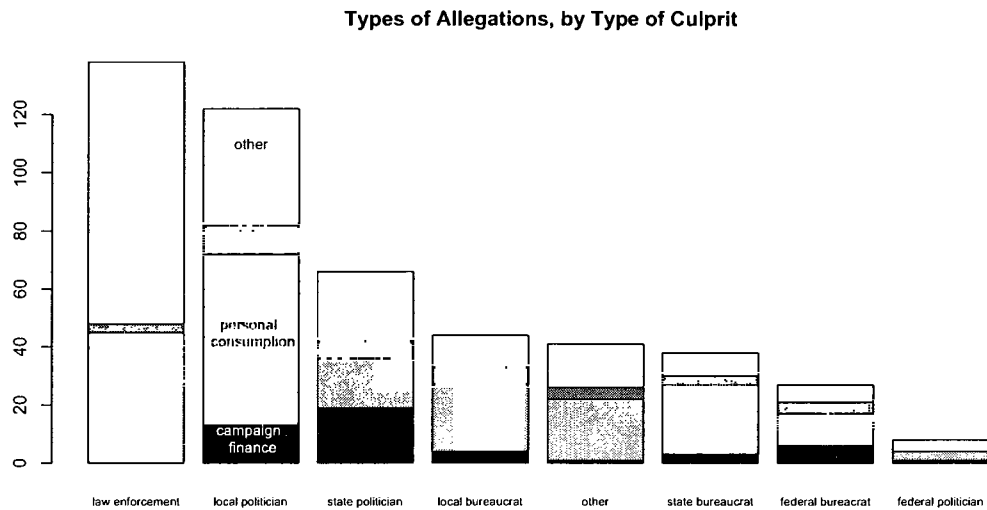 Types of Allegations, by Type of Culprit
120
100
80
60
40
20
0
other
personal
consumption
campaign
finance
law enforcement
local politician
state politician
local bureaucrat
other
state bureaucrat
federal bureacrat
federal politician